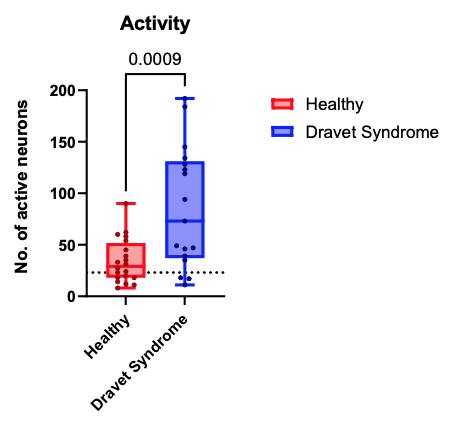 Activity
0.0009
No. of active neurons
200
150
100
50
0
Healthy
Dravet Syndrome
Healthy
Dravet Syndrome